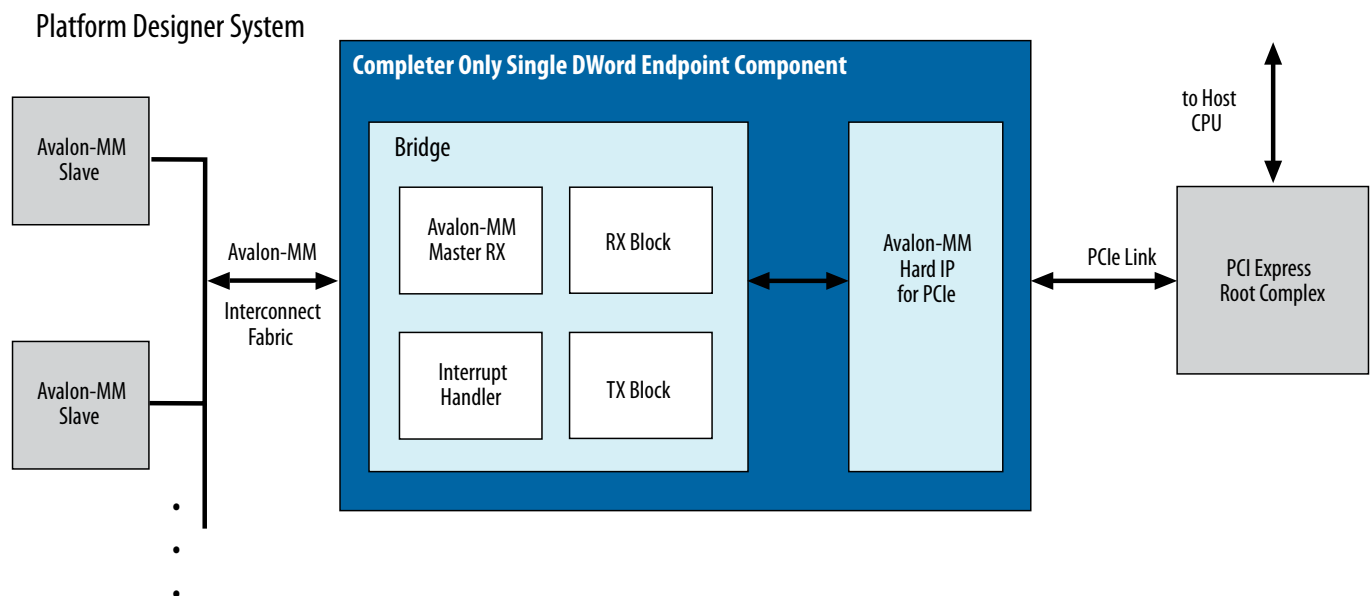 Platform Designer System
Completer Only Single DWord Endpoint Component
to Host
CPU
Avalon-MM
Slave
Bridge
Avalon-MM
Master RX
RX Block
Avalon-MM
Hard IP
for PCIe
Avalon-MM
Interconnect
Fabric
PCIe Link
PCI Express
Root Complex
Interrupt
Handler
TX Block
Avalon-MM
Slave